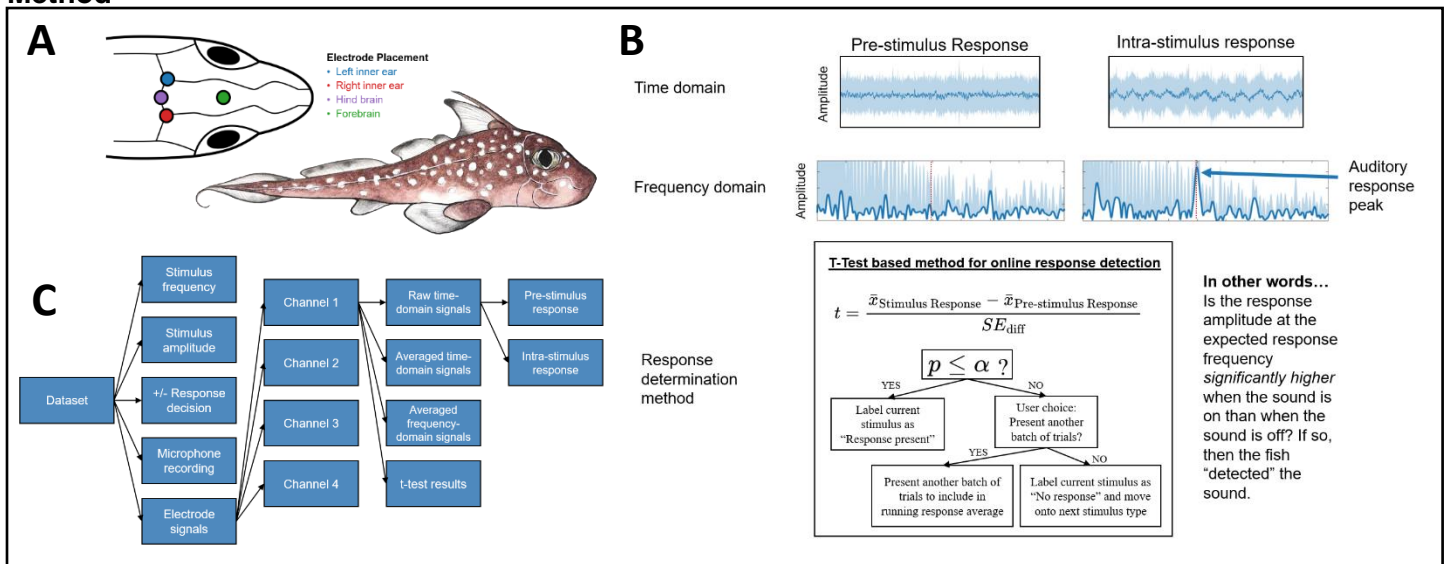 Method
A
Electrode Placement
• Left inner ear
• Right inner ear
• Hind brain
• Forebrain
B
Pre-stimulus Response
Intra-stimulus response
Time domain
Amplitude
Frequency domain
Amplitude
Auditory
response
peak
C
Dataset
Stimulus
frequency
Stimulus
amplitude
+/- Response
decision
Microphone
recording
Electrode
signals
Channel 1
Channel 2
Channel 3
Channel 4
Raw time-
domain signals
Averaged time-
domain signals
Averaged
frequency-
domain signals
t-test results
Pre-stimulus
response
Intra-stimulus
response
Response
determination
method
T-Test based method for online response detection
t = (x̄Stimulus Response − x̄Pre-stimulus Response) / SEdiff
p ≤ α ?
YES
NO
Label current
stimulus as
“Response present”
User choice:
Present another
batch of trials?
YES
NO
Present another batch of
trials to include in
running response average
Label current stimulus as
“No response” and move
onto next stimulus type
In other words…
Is the response
amplitude at the
expected response
frequency
significantly higher
when the sound is
on than when the
sound is off? If so,
then the fish
“detected” the
sound.